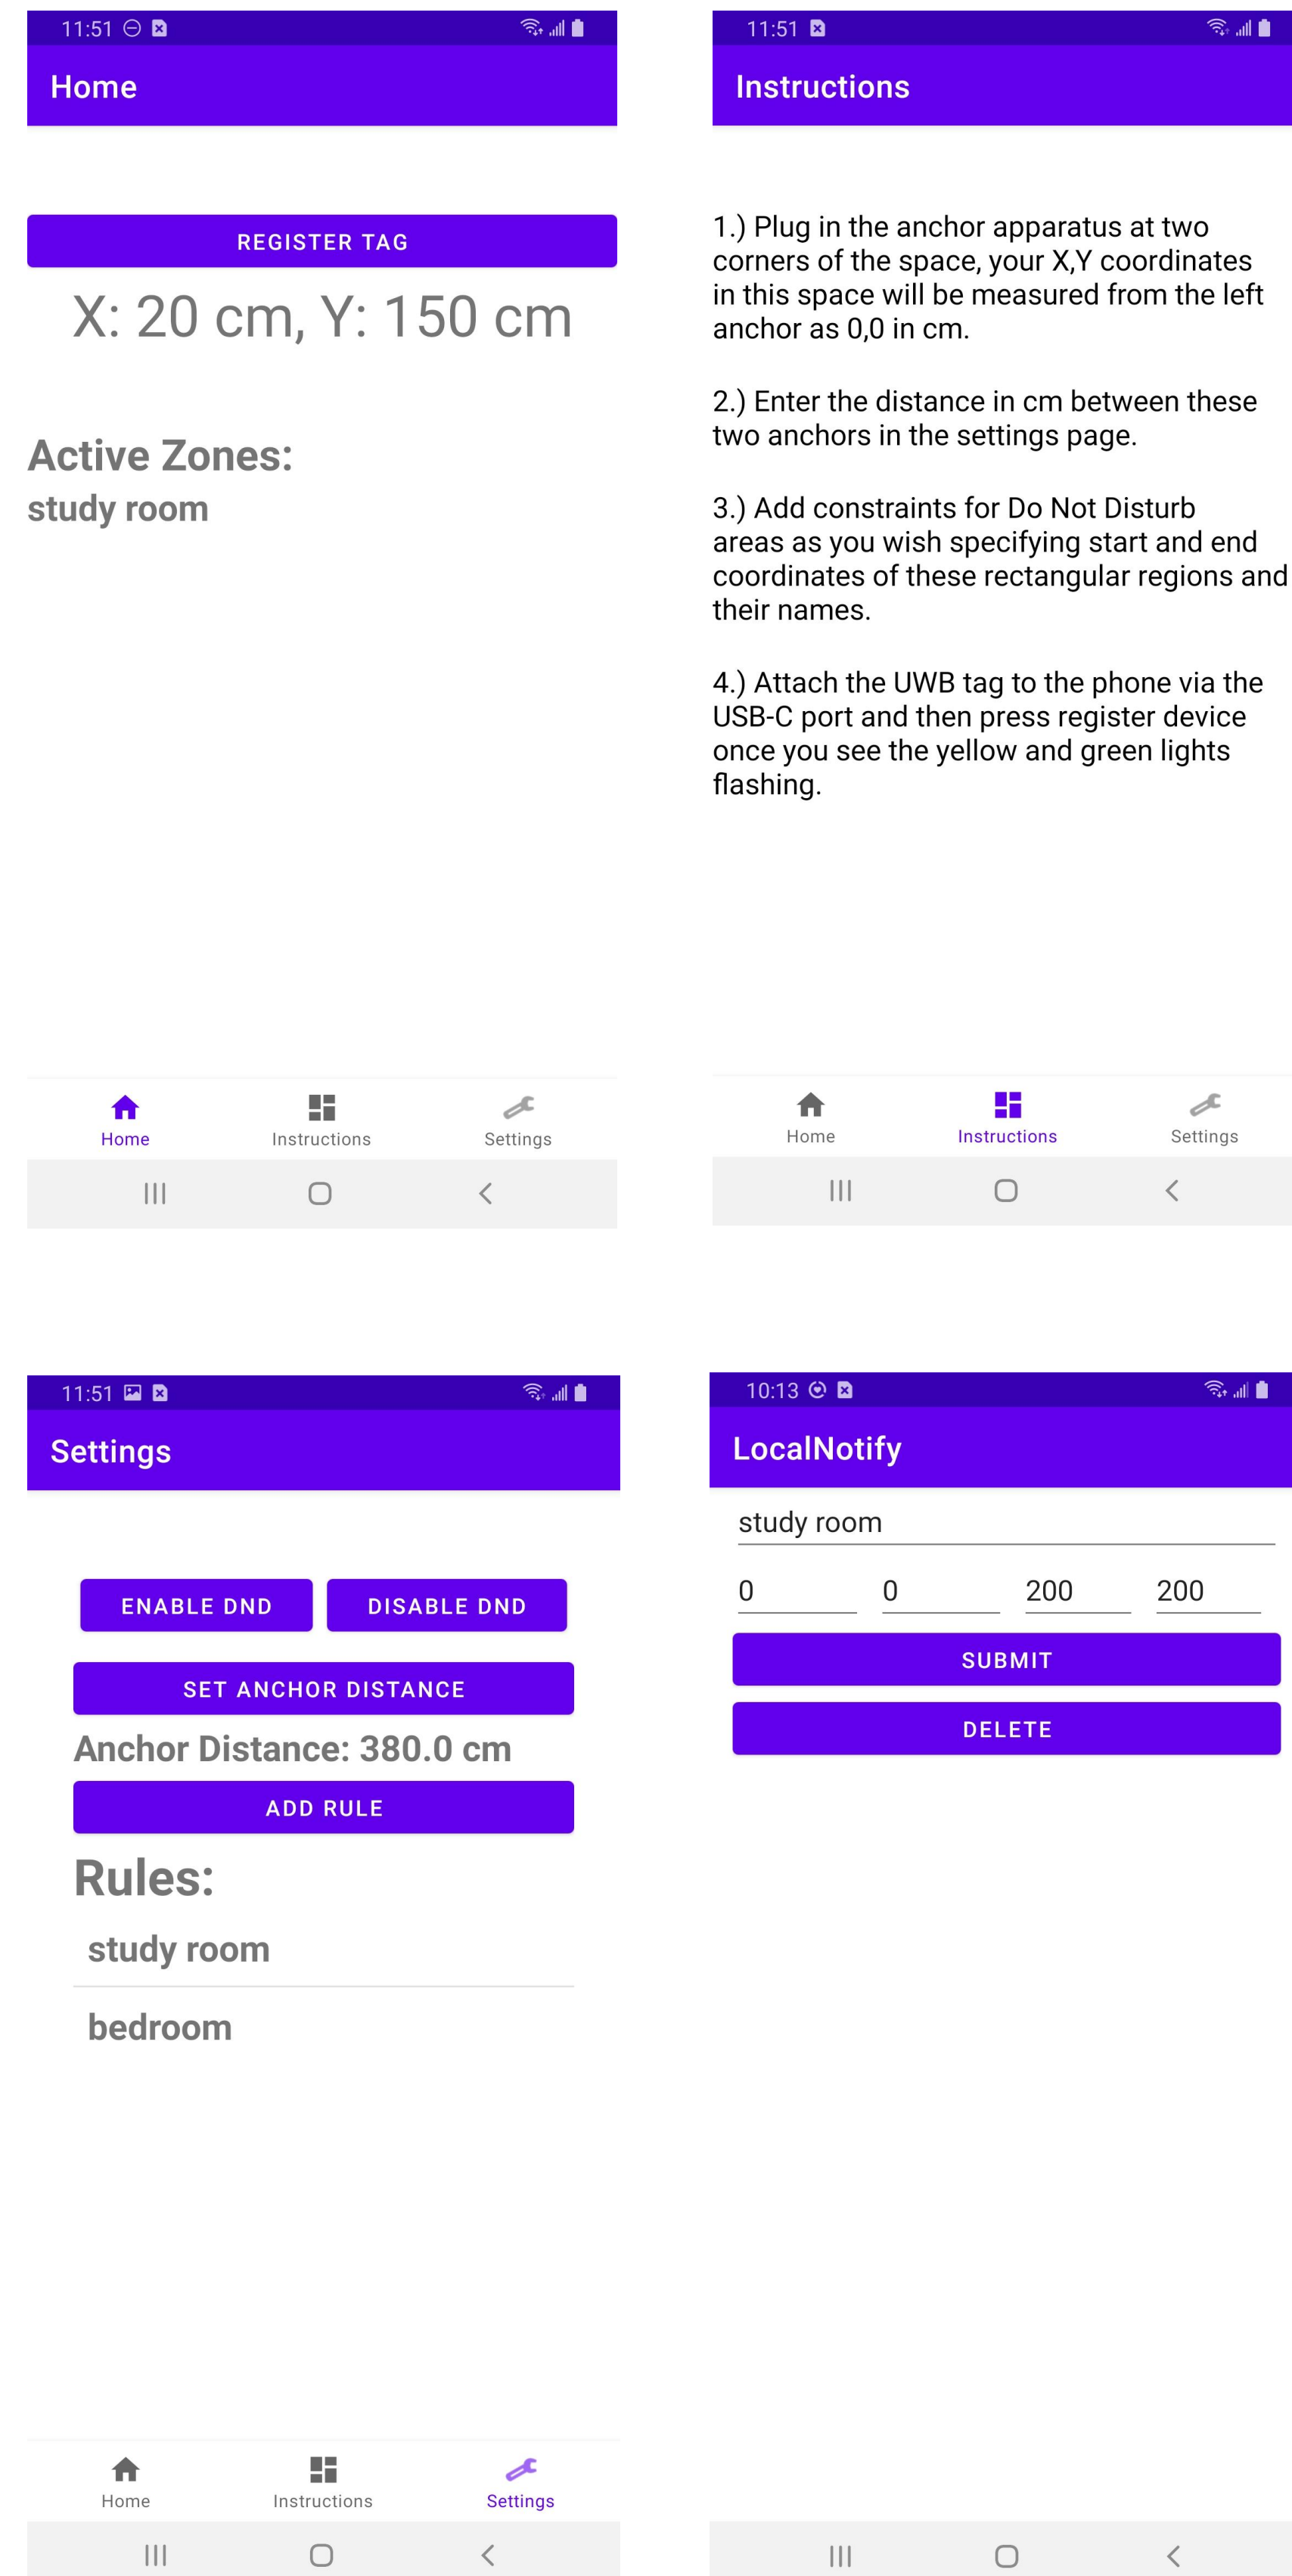 11:51
Home
REGISTER TAG
X: 20 cm, Y: 150 cm
Active Zones:
study room
Home
Instructions
Settings
11:51
Instructions
1.) Plug in the anchor apparatus at two
corners of the space, your X,Y coordinates
in this space will be measured from the left
anchor as 0,0 in cm.
2.) Enter the distance in cm between these
two anchors in the settings page.
3.) Add constraints for Do Not Disturb
areas as you wish specifying start and end
coordinates of these rectangular regions and
their names.
4.) Attach the UWB tag to the phone via the
USB-C port and then press register device
once you see the yellow and green lights
flashing.
Home
Instructions
Settings
11:51
Settings
ENABLE DND
DISABLE DND
SET ANCHOR DISTANCE
Anchor Distance: 380.0 cm
ADD RULE
Rules:
study room
bedroom
Home
Instructions
Settings
10:13
LocalNotify
study room
0 0 200 200
SUBMIT
DELETE